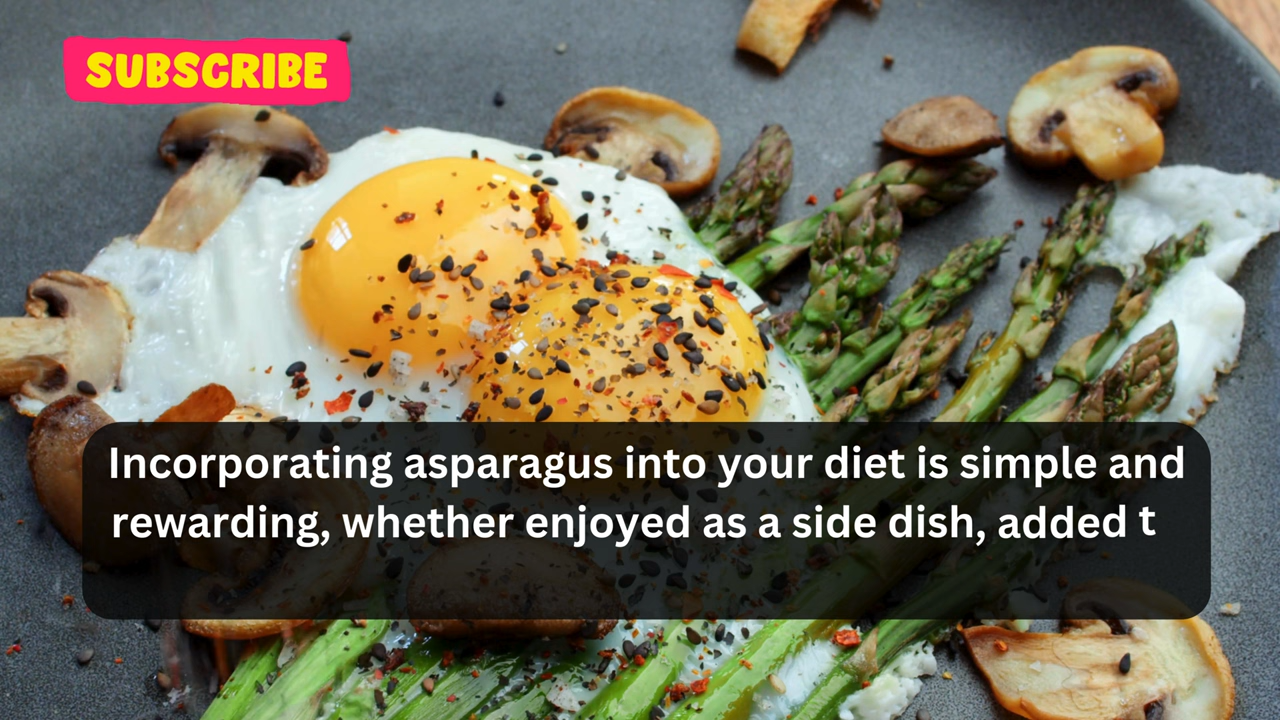 SUBSCRIBE
Incorporating asparagus into your diet is simple and
rewarding, whether enjoyed as a side dish, added t